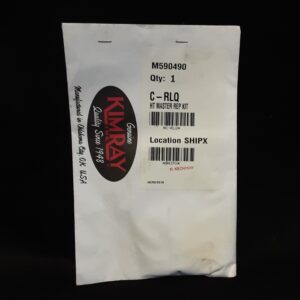 M590490
Qty: 1
C-RLQ
HT MASTER REP KIT
Location SHIPX
Genuine
KIMRAY
Quality Since 1948
Manufactured in Oklahoma City, OK USA